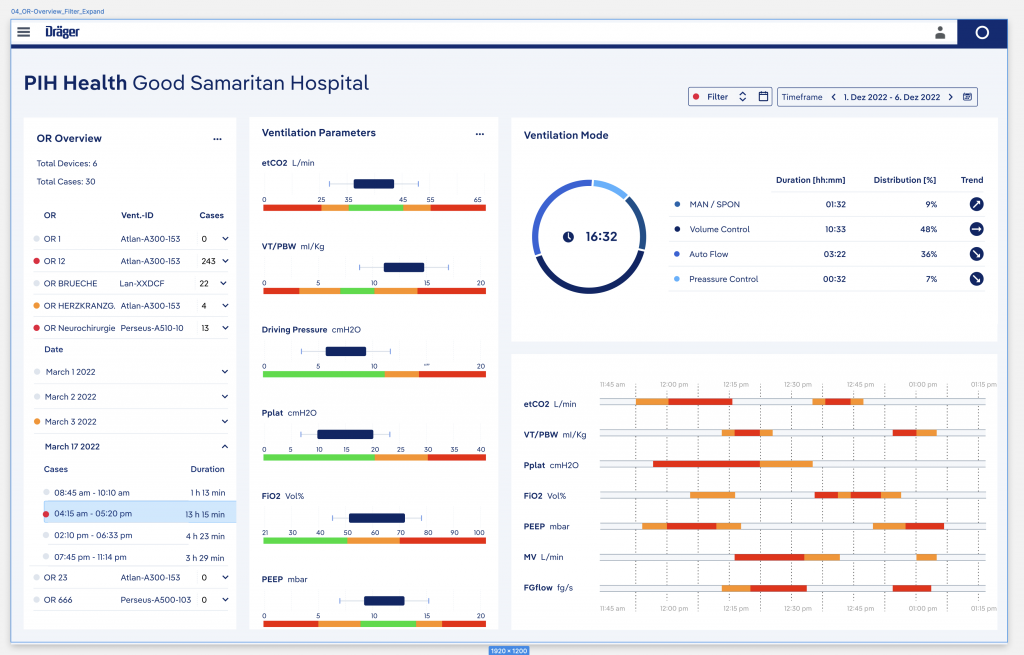 04_OR-Overview_Filter_Expand
Dräger
PIH Health Good Samaritan Hospital
Filter
Timeframe 1. Dez 2022 - 6. Dez 2022
OR Overview ...
Total Devices: 6
Total Cases: 30
OR Vent.-ID Cases
OR 1 Atlan-A300-153 0
OR 12 Atlan-A300-153 243
OR BRUECHE Lan-XXDCF 22
OR HERZKRANZG. Atlan-A300-153 4
OR Neurochirurgie Perseus-A510-10 13
Date
March 1 2022
March 2 2022
March 3 2022
March 17 2022
Cases Duration
08:45 am - 10:10 am 1 h 13 min
04:15 am - 05:20 pm 13 h 15 min
02:10 pm - 06:33 pm 4 h 23 min
07:45 pm - 11:14 pm 3 h 29 min
OR 23 Atlan-A300-153 0
OR 666 Perseus-A500-103 0
Ventilation Parameters ...
etCO2 L/min
0 25 35 45 55 65
VT/PBW ml/Kg
0 5 10 15 20
Driving Pressure cmH2O
0 5 10 20
Pplat cmH2O
0 5 10 15 20 25 30 35 40
FiO2 Vol%
21 30 40 50 60 70 80 90 100
PEEP mbar
0 5 10 15 20
Ventilation Mode
16:32
Duration [hh:mm] Distribution [%] Trend
MAN / SPON 01:32 9%
Volume Control 10:33 48%
Auto Flow 03:22 36%
Preassure Control 00:32 7%
11:45 am 12:00 pm 12:15 pm 12:30 pm 12:45 pm 01:00 pm 01:15 pm
etCO2 L/min
VT/PBW ml/Kg
Pplat cmH2O
FiO2 Vol%
PEEP mbar
MV L/min
FGflow fg/s
11:45 am 12:00 pm 12:15 pm 12:30 pm 12:45 pm 01:00 pm 01:15 pm
1920 × 1200